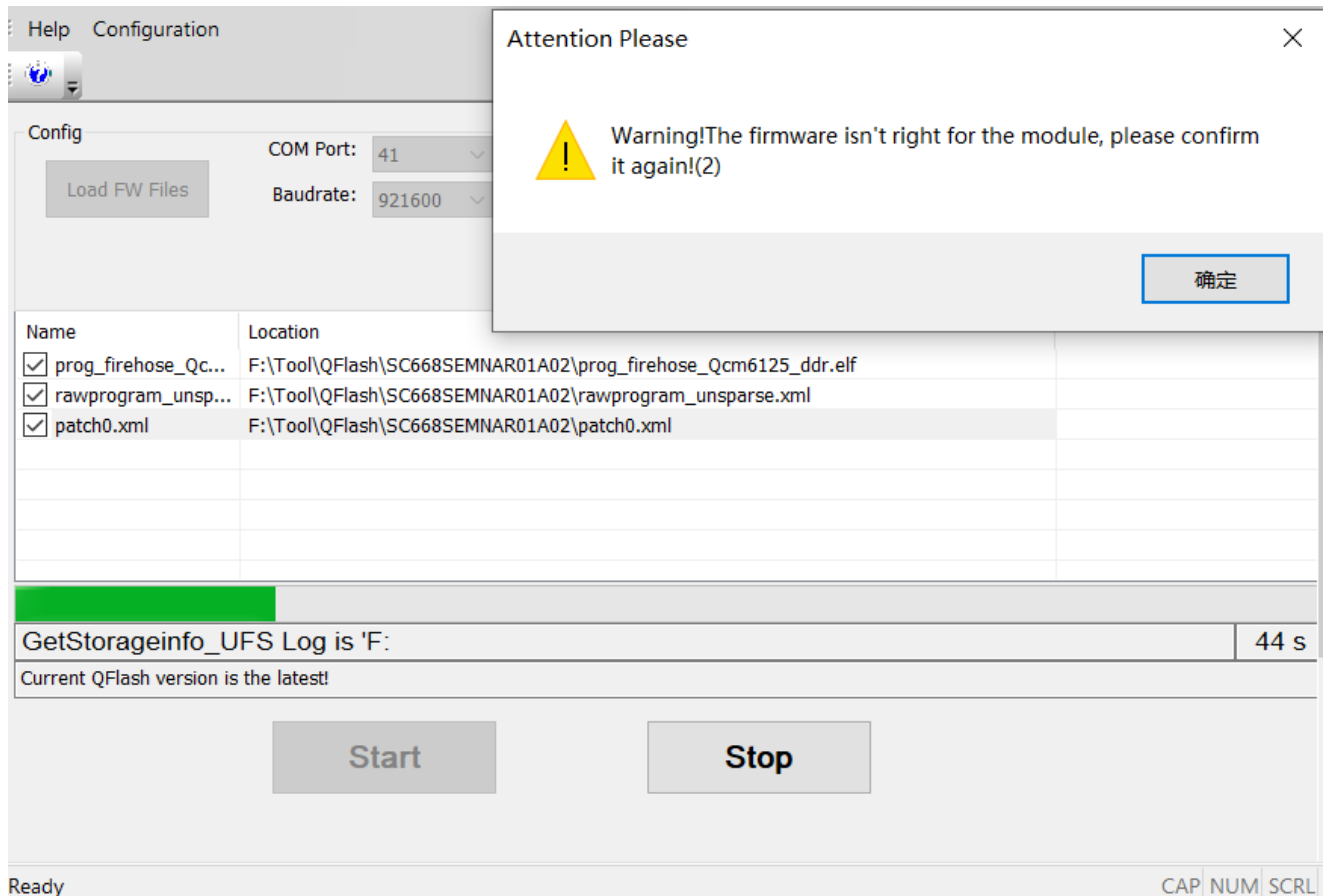 Help Configuration
Attention Please
Warning!The firmware isn't right for the module, please confirm
it again!(2)
确定
Config
Load FW Files
COM Port: 41
Baudrate: 921600
Name Location
prog_firehose_Qc... F:\Tool\QFlash\SC668SEMNAR01A02\prog_firehose_Qcm6125_ddr.elf
rawprogram_unsp... F:\Tool\QFlash\SC668SEMNAR01A02\rawprogram_unsparse.xml
patch0.xml F:\Tool\QFlash\SC668SEMNAR01A02\patch0.xml
GetStorageinfo_UFS Log is 'F: 44 s
Current QFlash version is the latest!
Start Stop
Ready CAP NUM SCRL